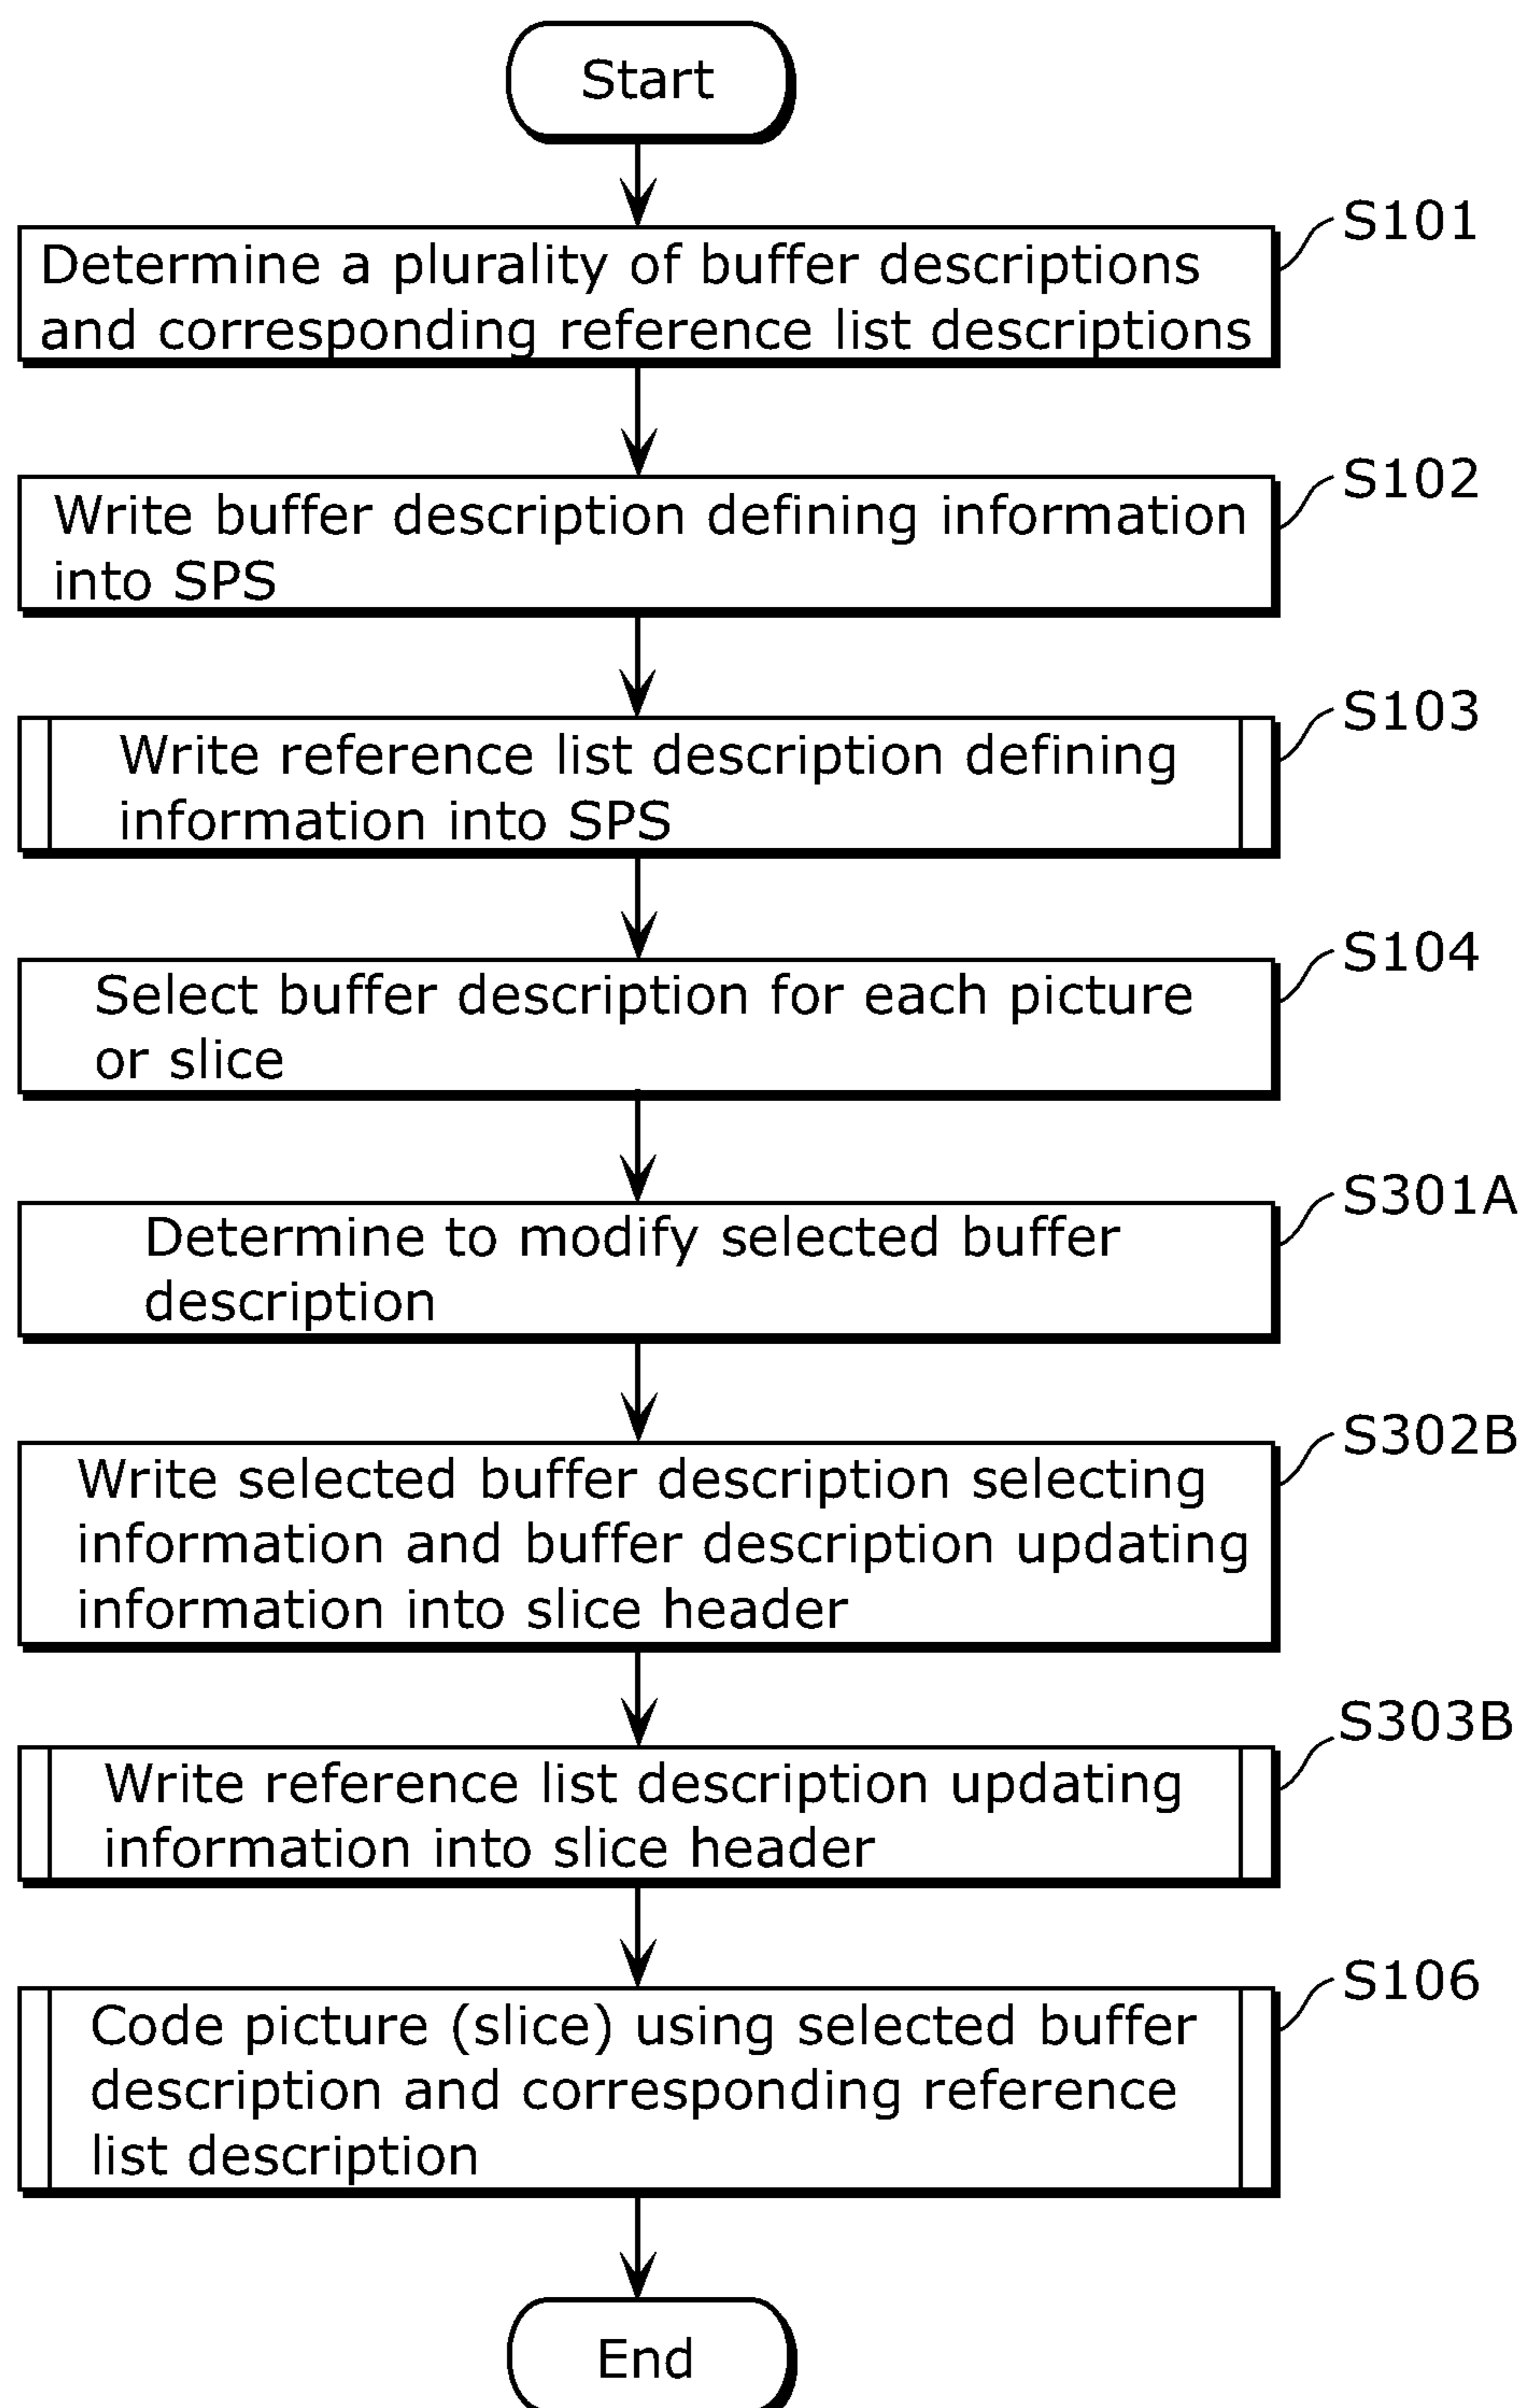 Start
S101
Determine a plurality of buffer descriptions
and corresponding reference list descriptions
S102
Write buffer description defining information
into SPS
S103
Write reference list description defining
information into SPS
S104
Select buffer description for each picture
or slice
S301A
Determine to modify selected buffer
description
S302B
Write selected buffer description selecting
information and buffer description updating
information into slice header
S303B
Write reference list description updating
information into slice header
S106
Code picture (slice) using selected buffer
description and corresponding reference
list description
End